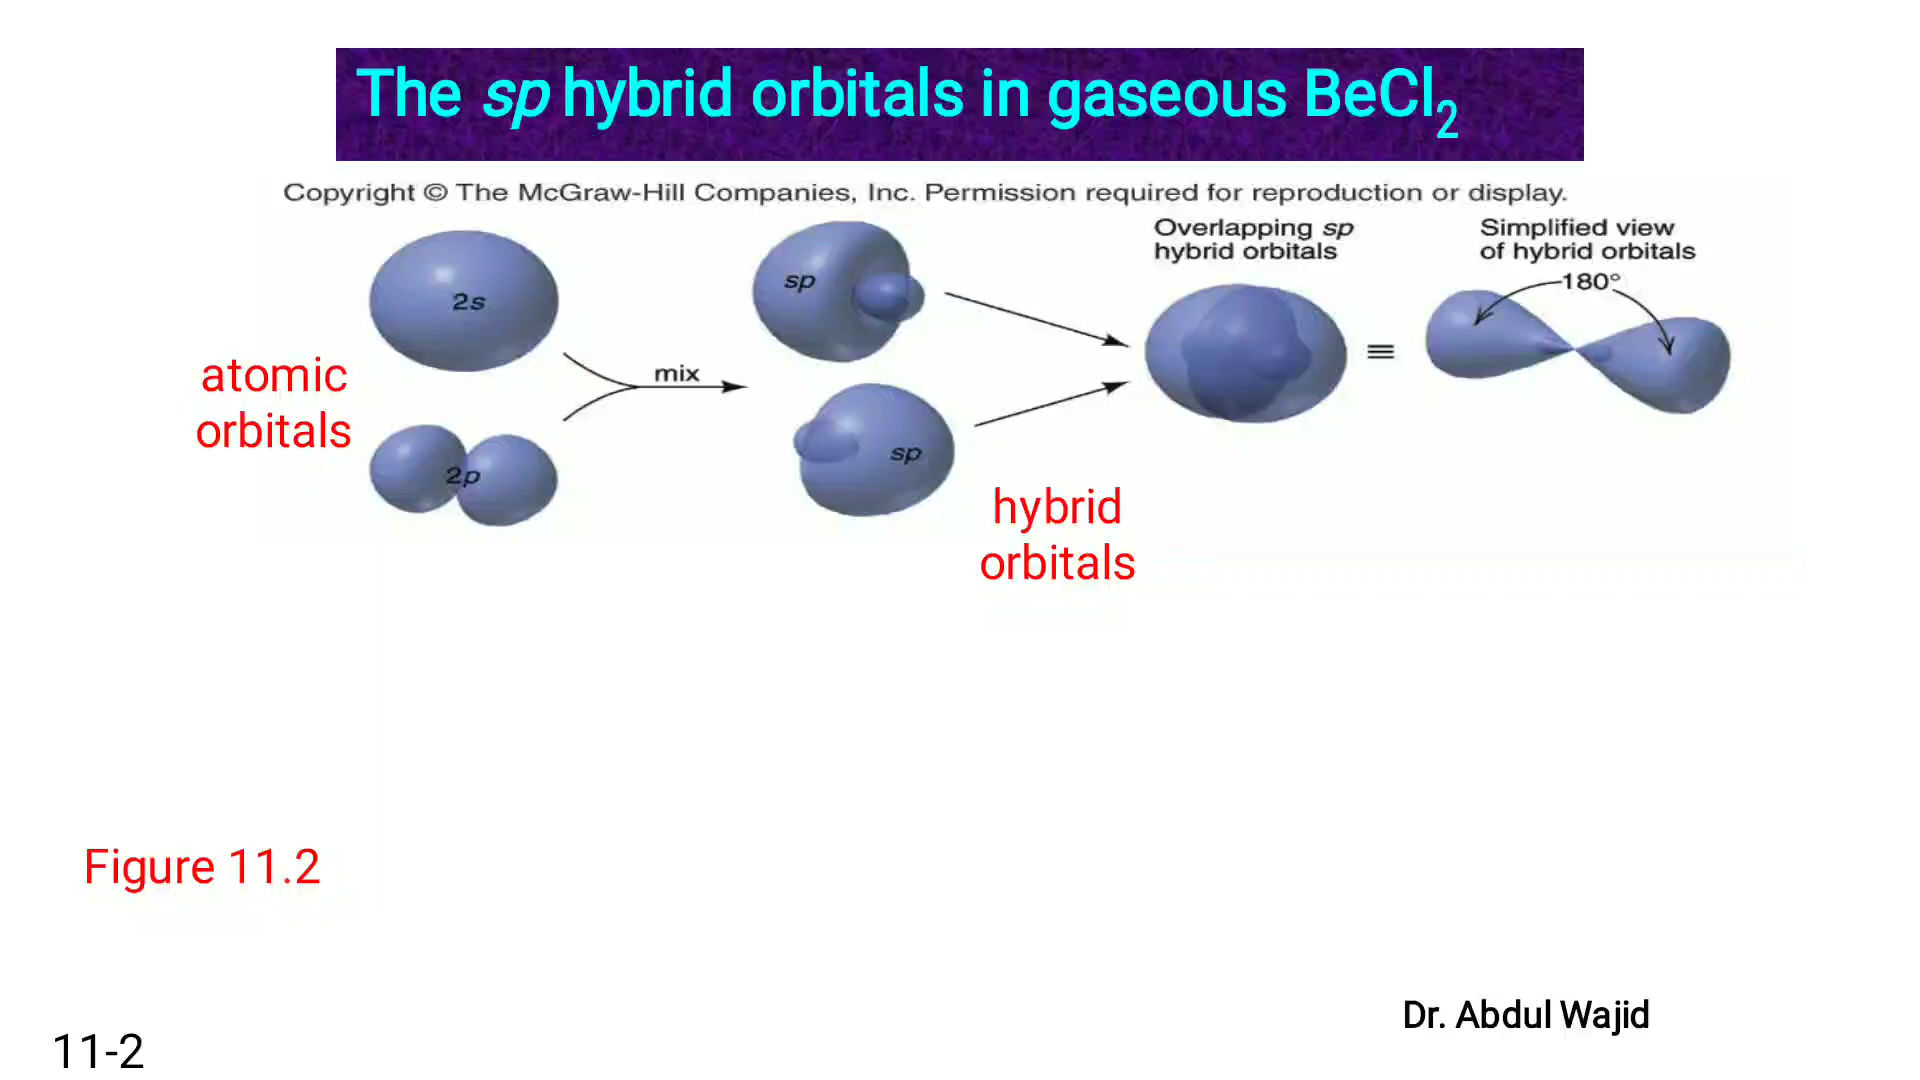 The sp hybrid orbitals in gaseous BeCl₂
Copyright © The McGraw-Hill Companies, Inc. Permission required for reproduction or display.
Overlapping sp
hybrid orbitals
Simplified view
of hybrid orbitals
180°
2s
sp
≡
mix
atomic
orbitals
2p
sp
hybrid
orbitals
Figure 11.2
Dr. Abdul Wajid
11-2